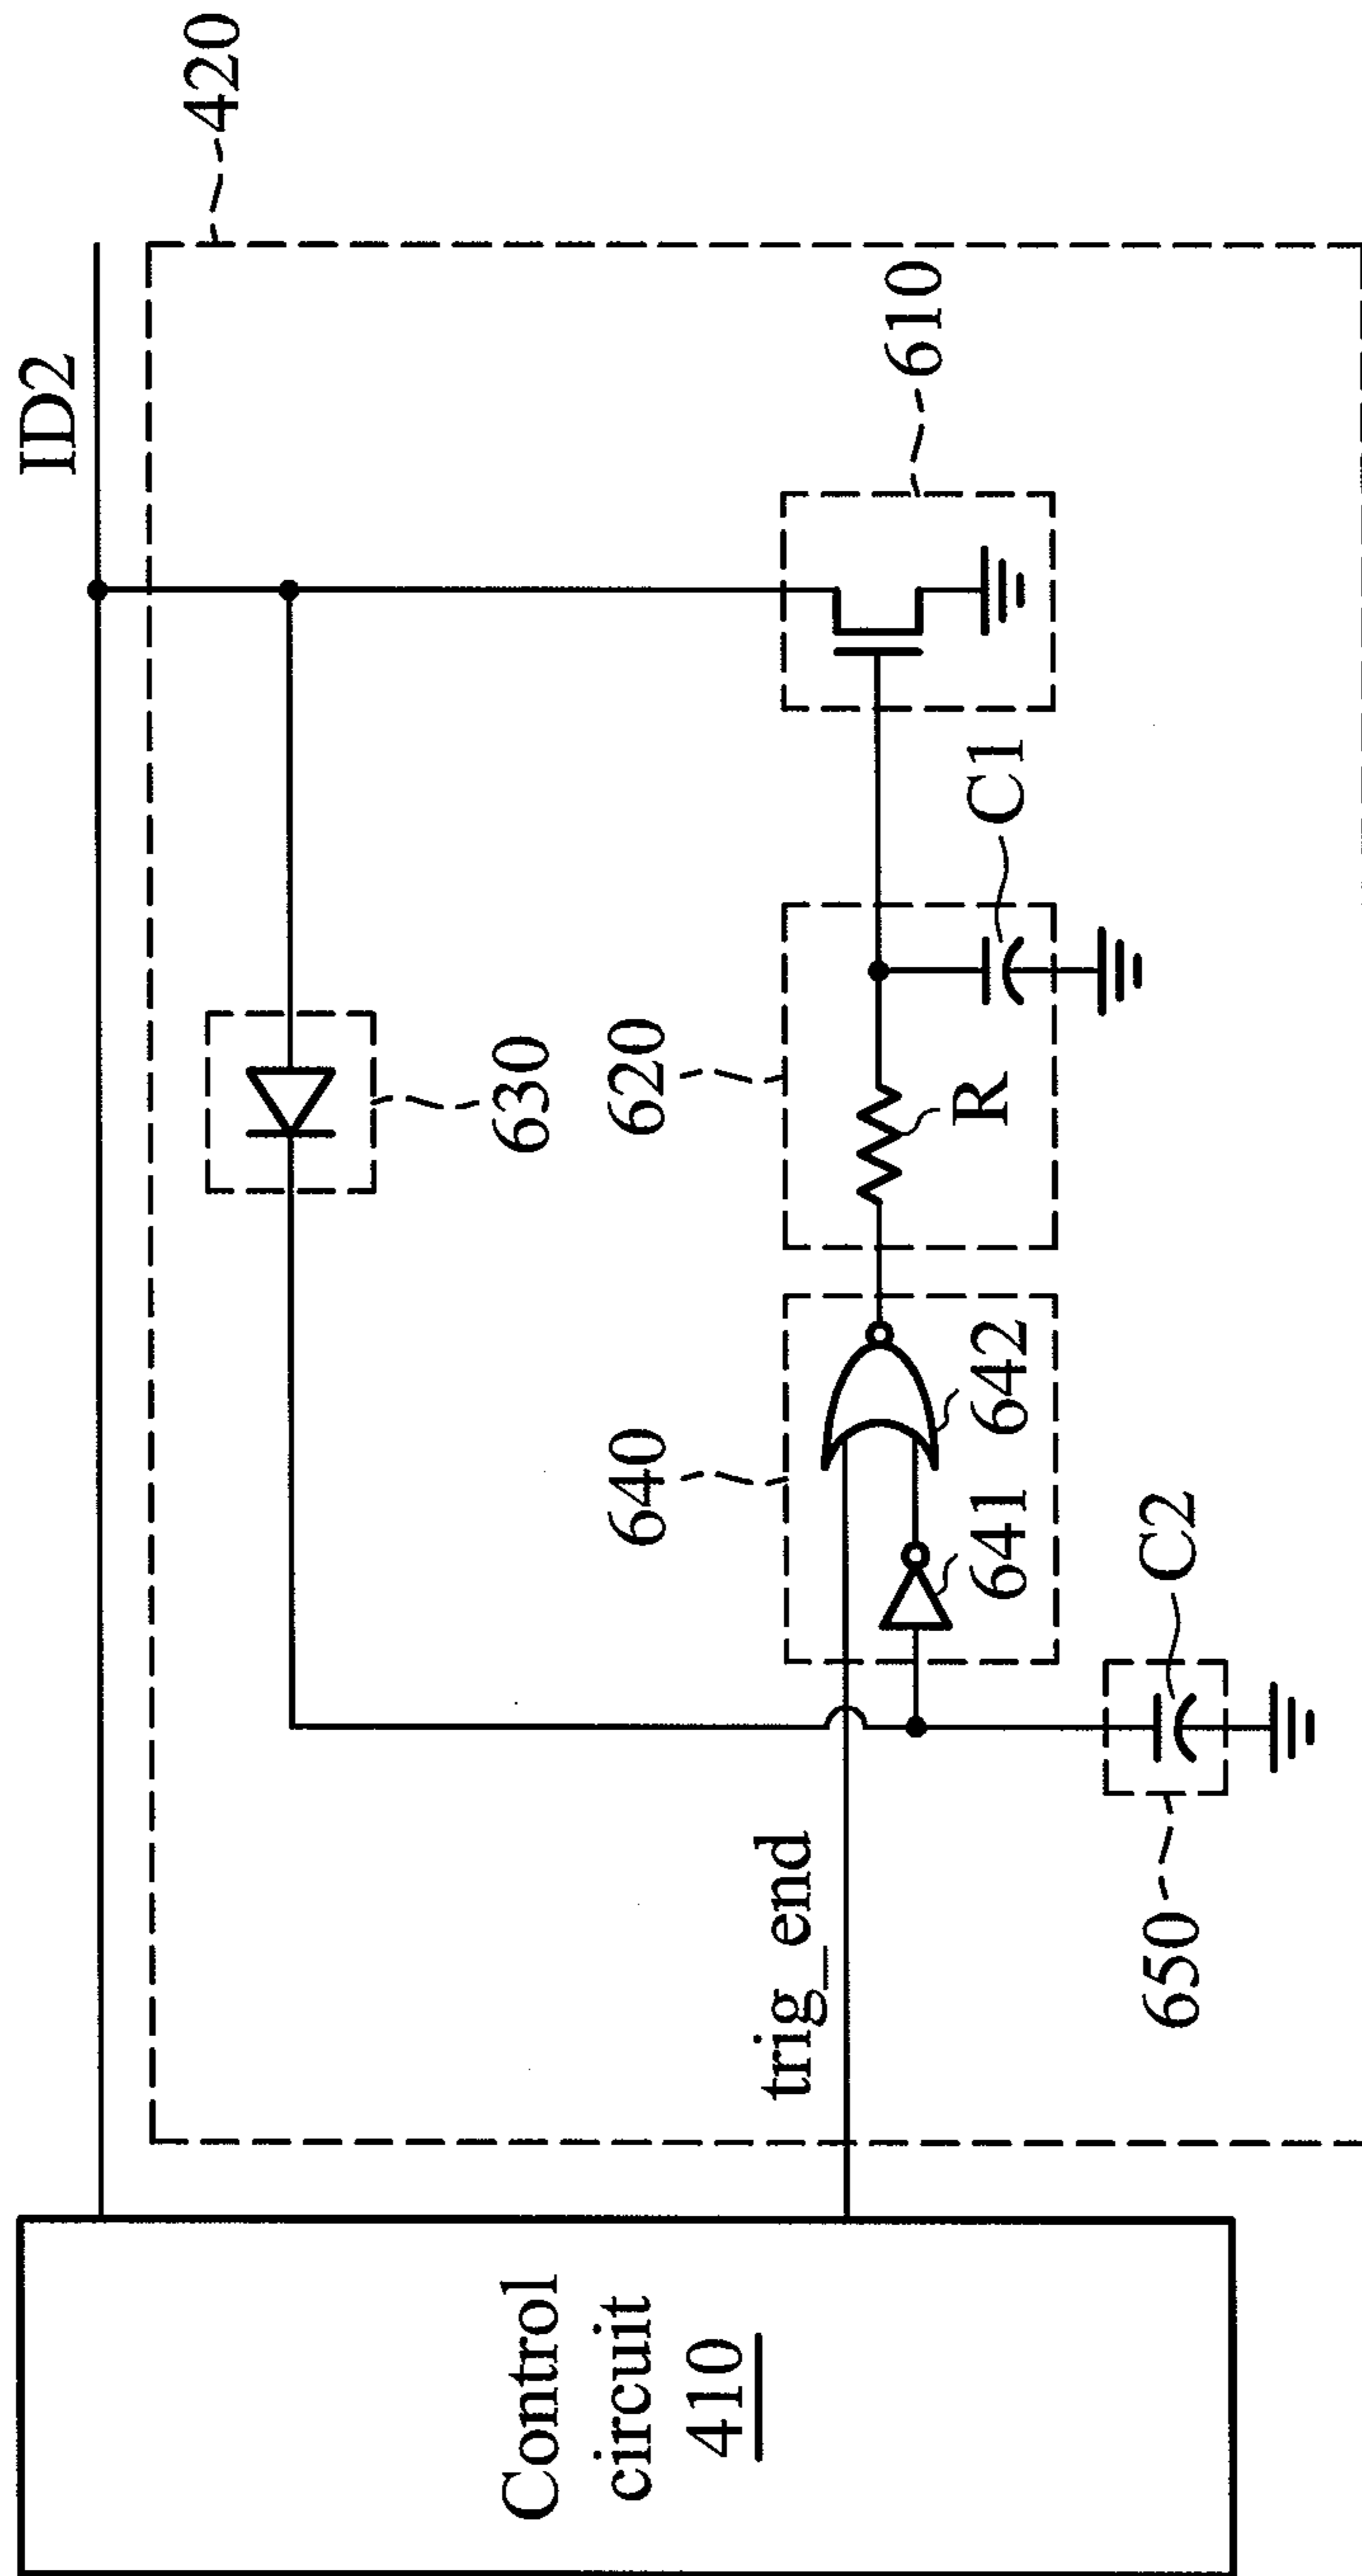 ID2
420
630
610
620
640
R
C1
641
642
trig_end
650
C2
Control
circuit
410